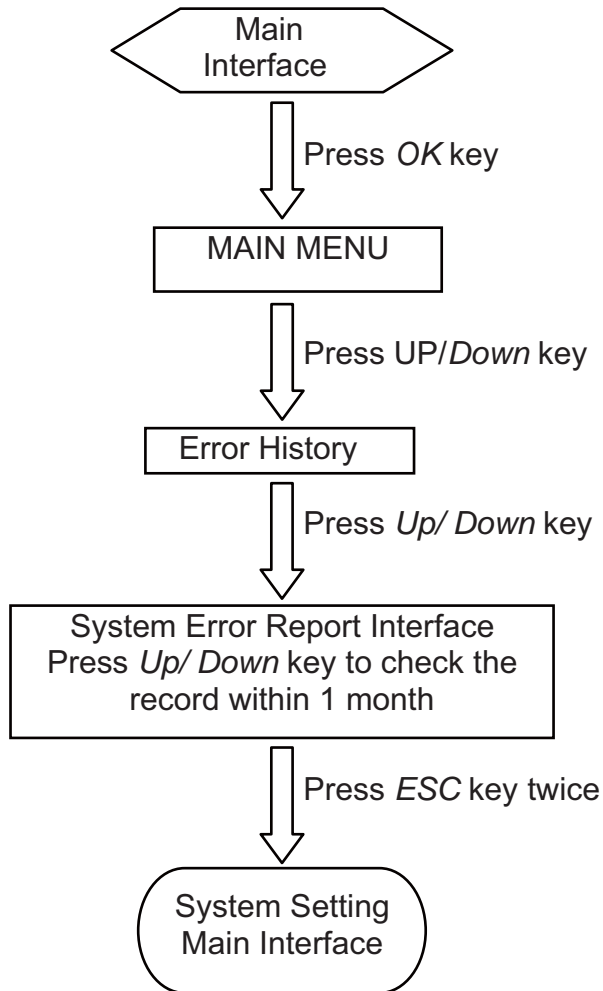 Main
Interface
Press OK key
MAIN MENU
Press UP/Down key
Error History
Press Up/ Down key
System Error Report Interface
Press Up/ Down key to check the
record within 1 month
Press ESC key twice
System Setting
Main Interface